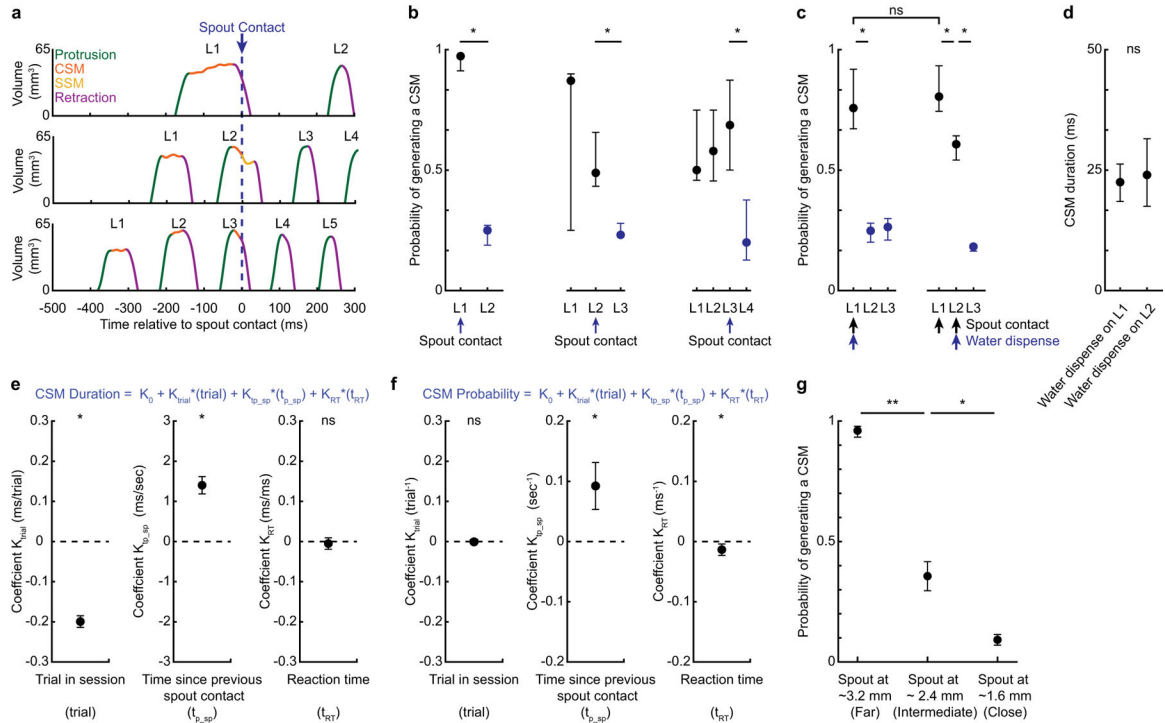 a
Spout Contact
Protrusion
CSM
SSM
Retraction
L1
L2
65
0
Volume
(mm³)
L1
L2
L3
L4
65
0
Volume
(mm³)
L1
L2
L3
L4
L5
65
0
Volume
(mm³)
-500 -400 -300 -200 -100 0 100 200 300
Time relative to spout contact (ms)
b
* * *
1
0.5
0
Probability of generating a CSM
L1 L2
L1 L2 L3
L1 L2 L3 L4
Spout contact
Spout contact
Spout contact
c
ns
* * *
1
0.5
0
Probability of generating a CSM
L1 L2 L3
L1 L2 L3
Spout contact
Water dispense
d
ns
50
25
0
CSM duration (ms)
Water dispense on L1
Water dispense on L2
e
CSM Duration = K0 + Ktrial*(trial) + Ktp_sp*(tp_sp) + KRT*(tRT)
*
0.3
0.2
0.1
0
-0.1
-0.2
-0.3
Coeffcient Ktrial (ms/trial)
Trial in session
(trial)
*
3
2
1
0
-1
-2
-3
Coeffcient Ktp_sp (ms/sec)
Time since previous
spout contact
(tp_sp)
ns
0.3
0.2
0.1
0
-0.1
-0.2
-0.3
Coeffcient KRT (ms/ms)
Reaction time
(tRT)
f
CSM Probability = K0 + Ktrial*(trial) + Ktp_sp*(tp_sp) + KRT*(tRT)
ns
0.3
0.2
0.1
0
-0.1
-0.2
-0.3
Coeffcient Ktrial (trial⁻¹)
Trial in session
(trial)
*
0.2
0.1
0
-0.1
-0.2
Coeffcient Ktp_sp (sec⁻¹)
Time since previous
spout contact
(tp_sp)
*
0.2
0.1
0
-0.1
-0.2
Coeffcient KRT (ms⁻¹)
Reaction time
(tRT)
g
** *
1
0.5
0
Probability of generating a CSM
Spout at
~3.2 mm
(Far)
Spout at
~ 2.4 mm
(Intermediate)
Spout at
~1.6 mm
(Close)